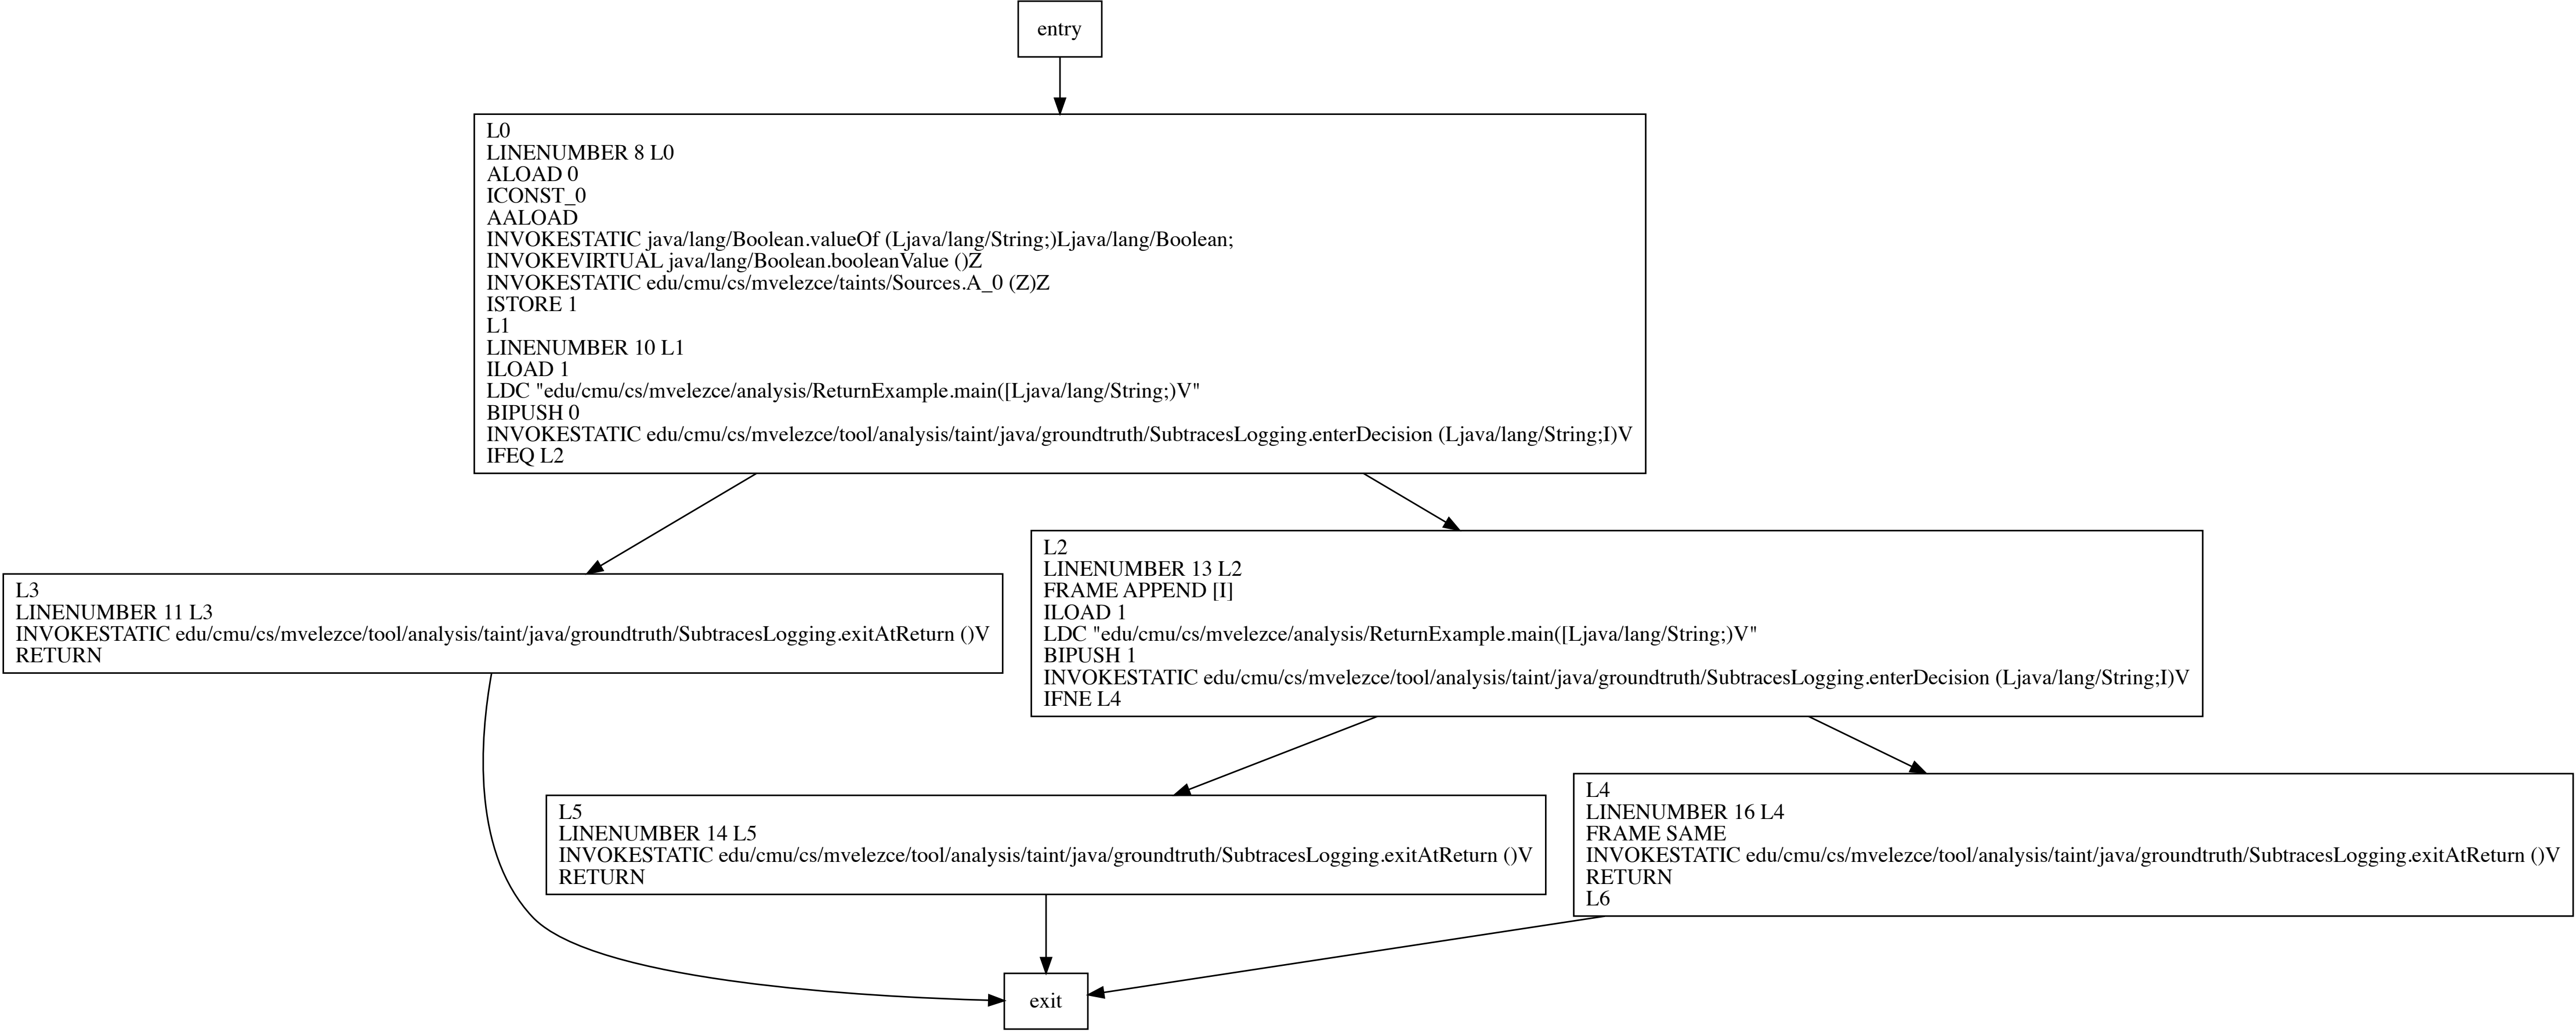 entry
L0
LINENUMBER 8 L0
ALOAD 0
ICONST_0
AALOAD
INVOKESTATIC java/lang/Boolean.valueOf (Ljava/lang/String;)Ljava/lang/Boolean;
INVOKEVIRTUAL java/lang/Boolean.booleanValue ()Z
INVOKESTATIC edu/cmu/cs/mvelezce/taints/Sources.A_0 (Z)Z
ISTORE 1
L1
LINENUMBER 10 L1
ILOAD 1
LDC "edu/cmu/cs/mvelezce/analysis/ReturnExample.main([Ljava/lang/String;)V"
BIPUSH 0
INVOKESTATIC edu/cmu/cs/mvelezce/tool/analysis/taint/java/groundtruth/SubtracesLogging.enterDecision (Ljava/lang/String;I)V
IFEQ L2
L3
LINENUMBER 11 L3
INVOKESTATIC edu/cmu/cs/mvelezce/tool/analysis/taint/java/groundtruth/SubtracesLogging.exitAtReturn ()V
RETURN
L2
LINENUMBER 13 L2
FRAME APPEND [I]
ILOAD 1
LDC "edu/cmu/cs/mvelezce/analysis/ReturnExample.main([Ljava/lang/String;)V"
BIPUSH 1
INVOKESTATIC edu/cmu/cs/mvelezce/tool/analysis/taint/java/groundtruth/SubtracesLogging.enterDecision (Ljava/lang/String;I)V
IFNE L4
L5
LINENUMBER 14 L5
INVOKESTATIC edu/cmu/cs/mvelezce/tool/analysis/taint/java/groundtruth/SubtracesLogging.exitAtReturn ()V
RETURN
L4
LINENUMBER 16 L4
FRAME SAME
INVOKESTATIC edu/cmu/cs/mvelezce/tool/analysis/taint/java/groundtruth/SubtracesLogging.exitAtReturn ()V
RETURN
L6
exit